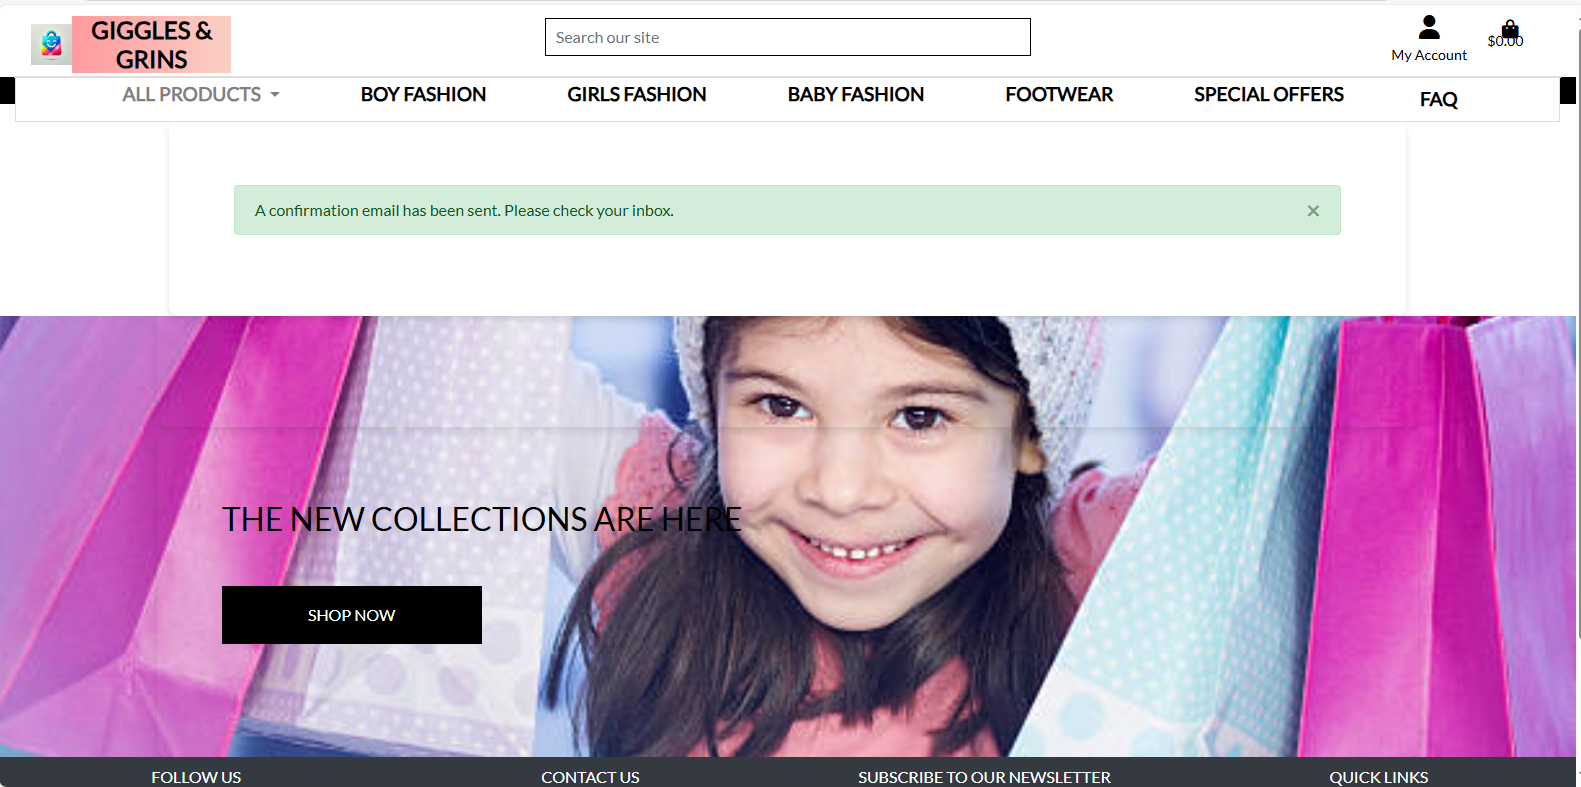 GIGGLES &
GRINS
Search our site
My Account
$0.00
ALL PRODUCTS
BOY FASHION
GIRLS FASHION
BABY FASHION
FOOTWEAR
SPECIAL OFFERS
FAQ
A confirmation email has been sent. Please check your inbox.
×
THE NEW COLLECTIONS ARE HERE
SHOP NOW
FOLLOW US
CONTACT US
SUBSCRIBE TO OUR NEWSLETTER
QUICK LINKS